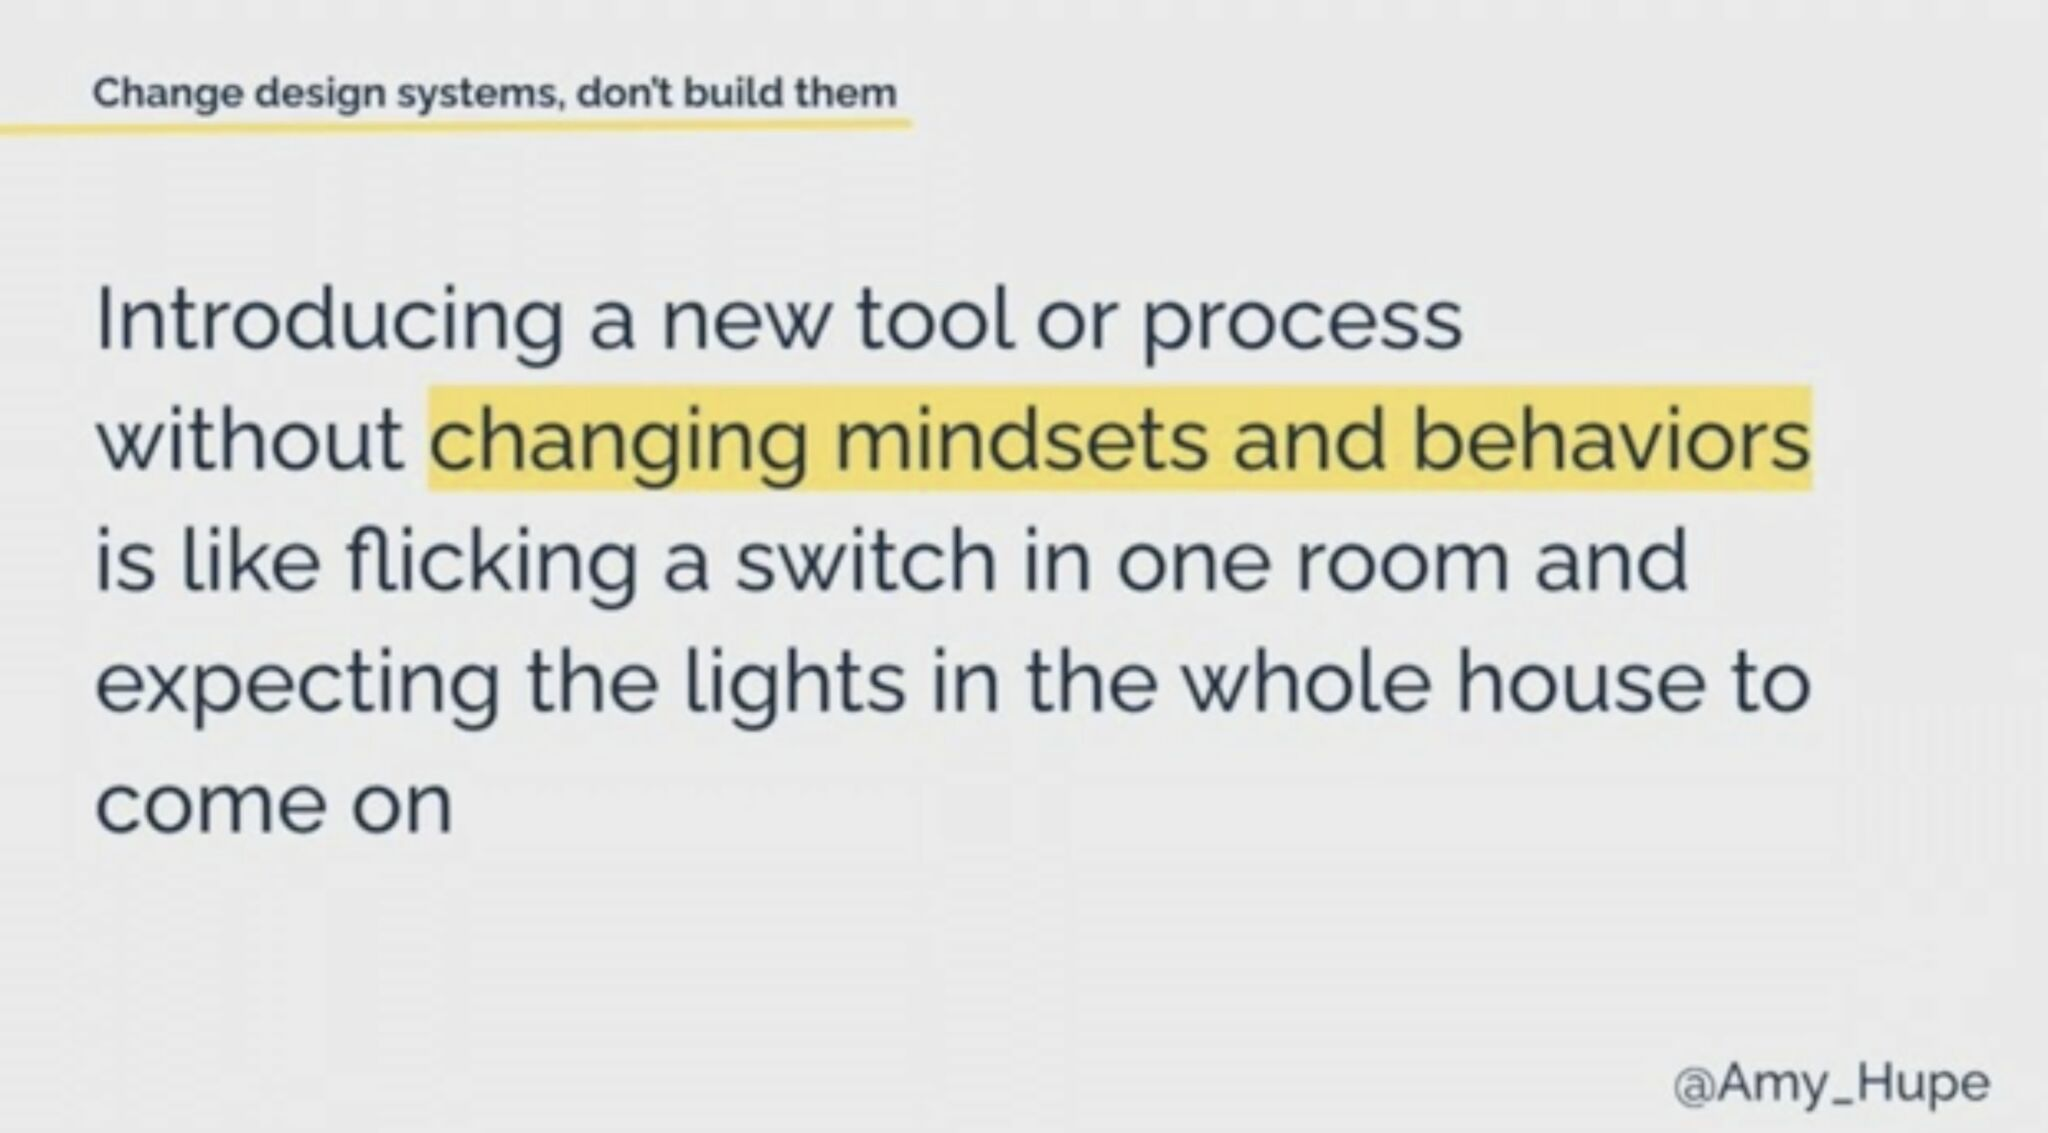 Change design systems, don't build them
Introducing a new tool or process
without changing mindsets and behaviors
is like flicking a switch in one room and
expecting the lights in the whole house to
come on
@Amy_Hupe